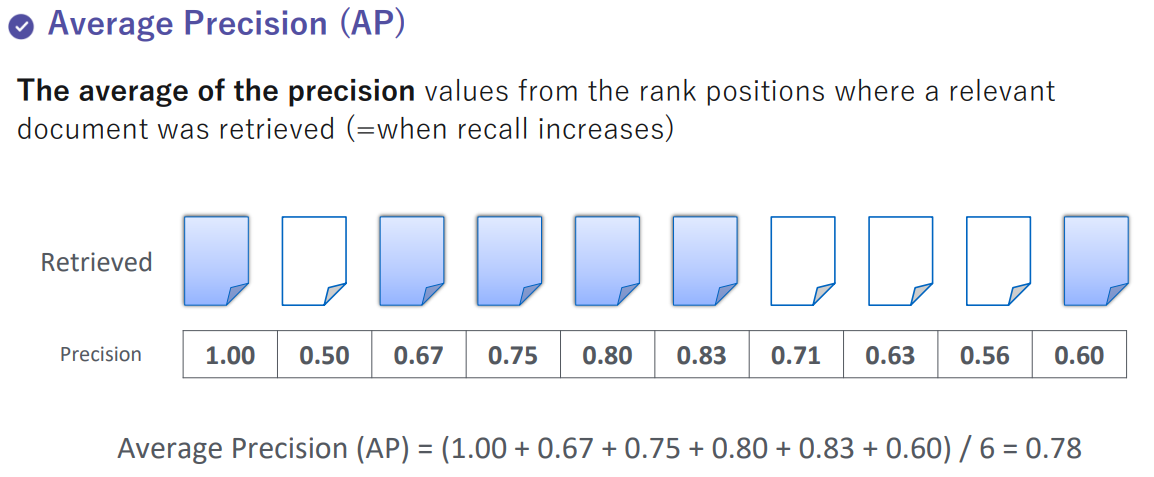 Average Precision (AP)
The average of the precision values from the rank positions where a relevant
document was retrieved (=when recall increases)
Retrieved
Precision 1.00 0.50 0.67 0.75 0.80 0.83 0.71 0.63 0.56 0.60
Average Precision (AP) = (1.00 + 0.67 + 0.75 + 0.80 + 0.83 + 0.60) / 6 = 0.78